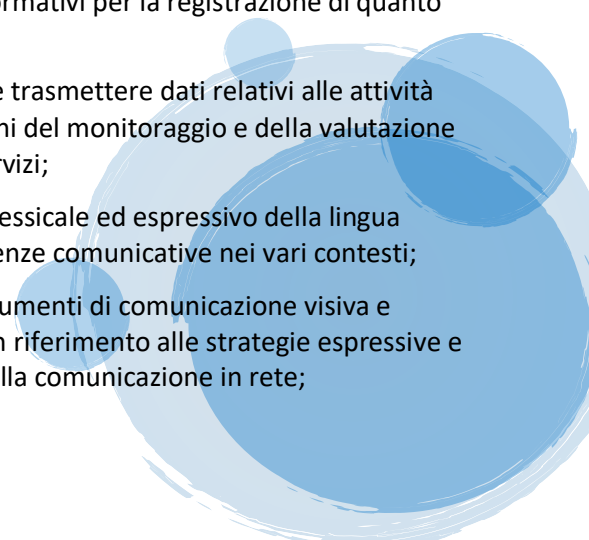 ormativi per la registrazione di quanto
e trasmettere dati relativi alle attività
ni del monitoraggio e della valutazione
rvizi;
essicale ed espressivo della lingua
enze comunicative nei vari contesti;
umenti di comunicazione visiva e
n riferimento alle strategie espressive e
lla comunicazione in rete;